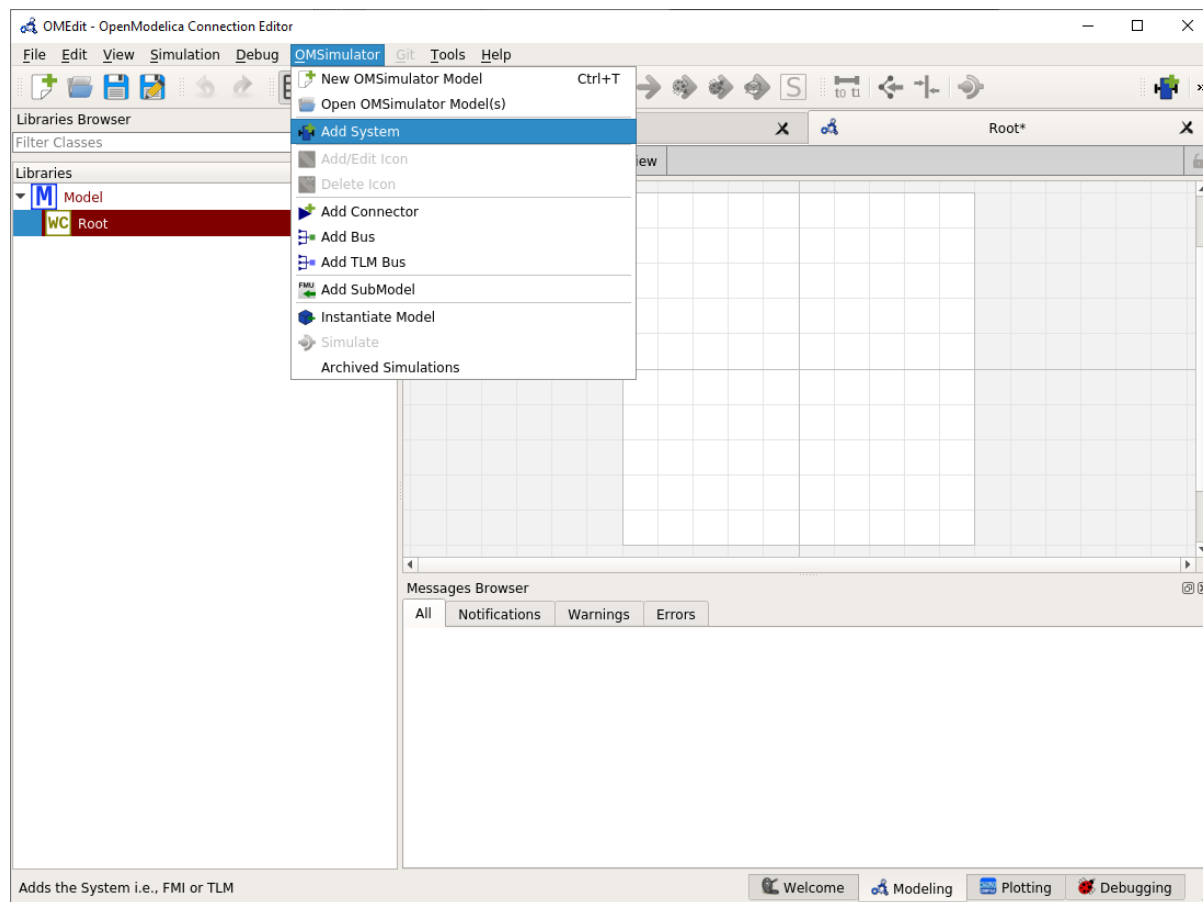 OMEdit - OpenModelica Connection Editor
File Edit View Simulation Debug OMSimulator Git Tools Help
New OMSimulator Model Ctrl+T
Open OMSimulator Model(s)
Add System
Add/Edit Icon
Delete Icon
Add Connector
Add Bus
Add TLM Bus
Add SubModel
FMU
Instantiate Model
Simulate
Archived Simulations
S
to ti
Libraries Browser
Filter Classes
Libraries
M Model
WC Root
Root*
iew
Messages Browser
All Notifications Warnings Errors
Adds the System i.e., FMI or TLM
Welcome Modeling Plotting Debugging